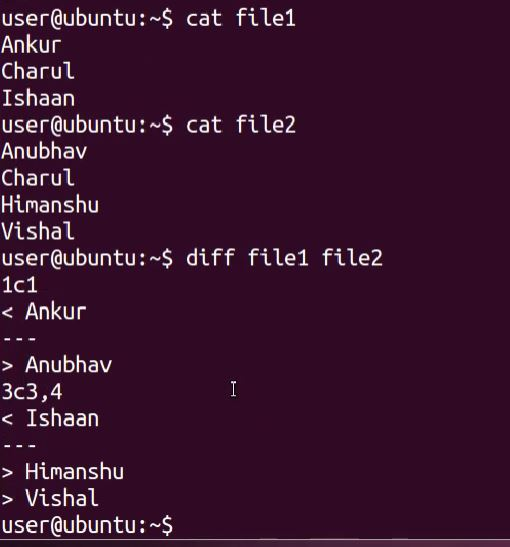 user@ubuntu:~$ cat file1
Ankur
Charul
Ishaan
user@ubuntu:~$ cat file2
Anubhav
Charul
Himanshu
Vishal
user@ubuntu:~$ diff file1 file2
1c1
< Ankur
---
> Anubhav
3c3,4
< Ishaan
---
> Himanshu
> Vishal
user@ubuntu:~$